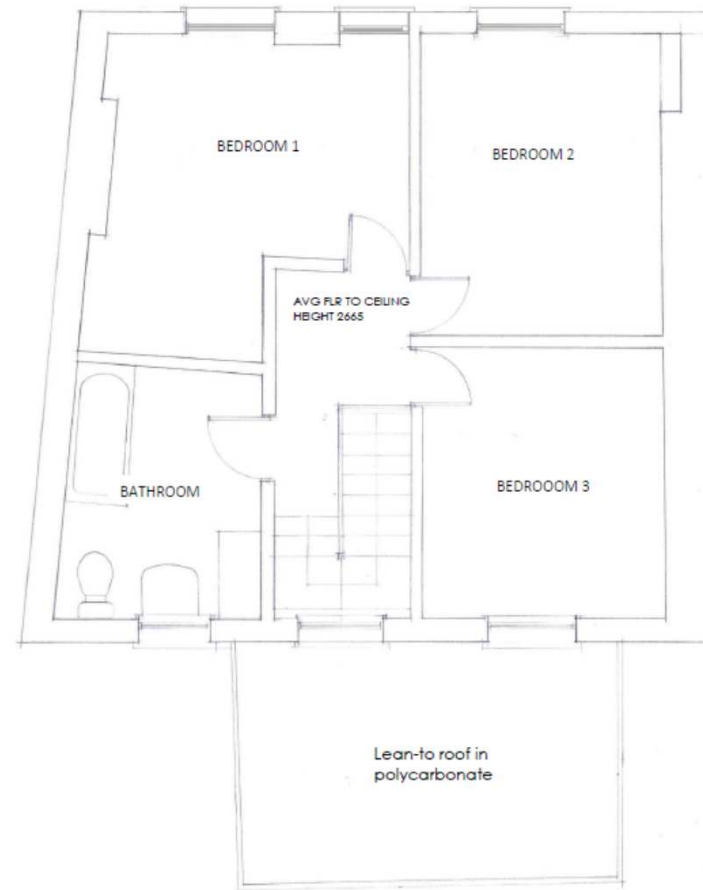 BEDROOM 1
BEDROOM 2
AVG FLR TO CEILING
HEIGHT 2665
BATHROOM
BEDROOOM 3
Lean-to roof in
polycarbonate